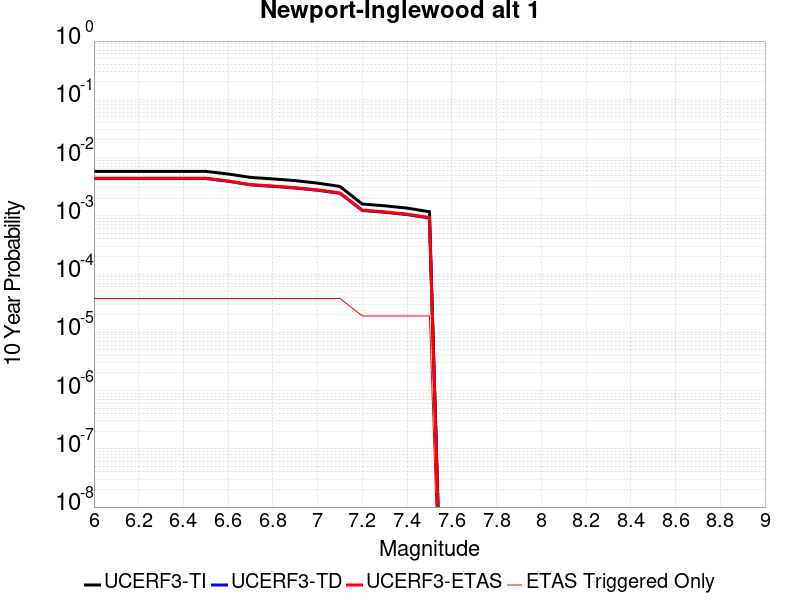 Newport-Inglewood alt 1
10^0
10^-1
10^-2
10^-3
10^-4
10^-5
10^-6
10^-7
10^-8
10 Year Probability
6 6.2 6.4 6.6 6.8 7 7.2 7.4 7.6 7.8 8 8.2 8.4 8.6 8.8 9
Magnitude
UCERF3-TI UCERF3-TD UCERF3-ETAS ETAS Triggered Only